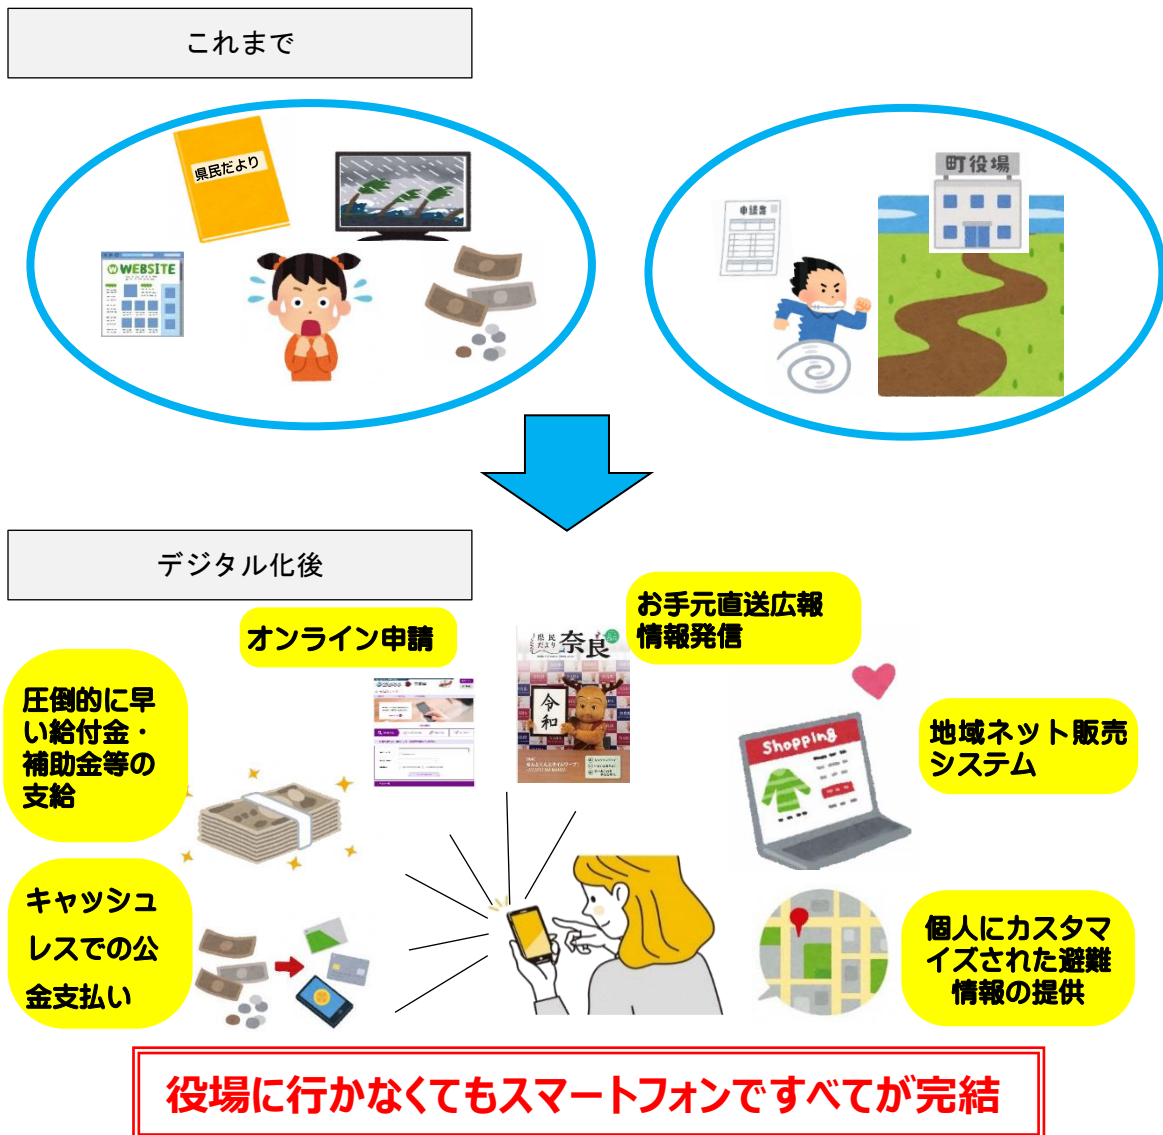 これまで
県民だより
WEBSITE
町役場
申請書
デジタル化後
オンライン申請
お手元直送広報
情報発信
県民
だより
奈良
令和
圧倒的に早
い給付金・
補助金等の
支給
Shopping
地域ネット販売
システム
キャッシュ
レスでの公
金支払い
個人にカスタマ
イズされた避難
情報の提供
役場に行かなくてもスマートフォンですべてが完結